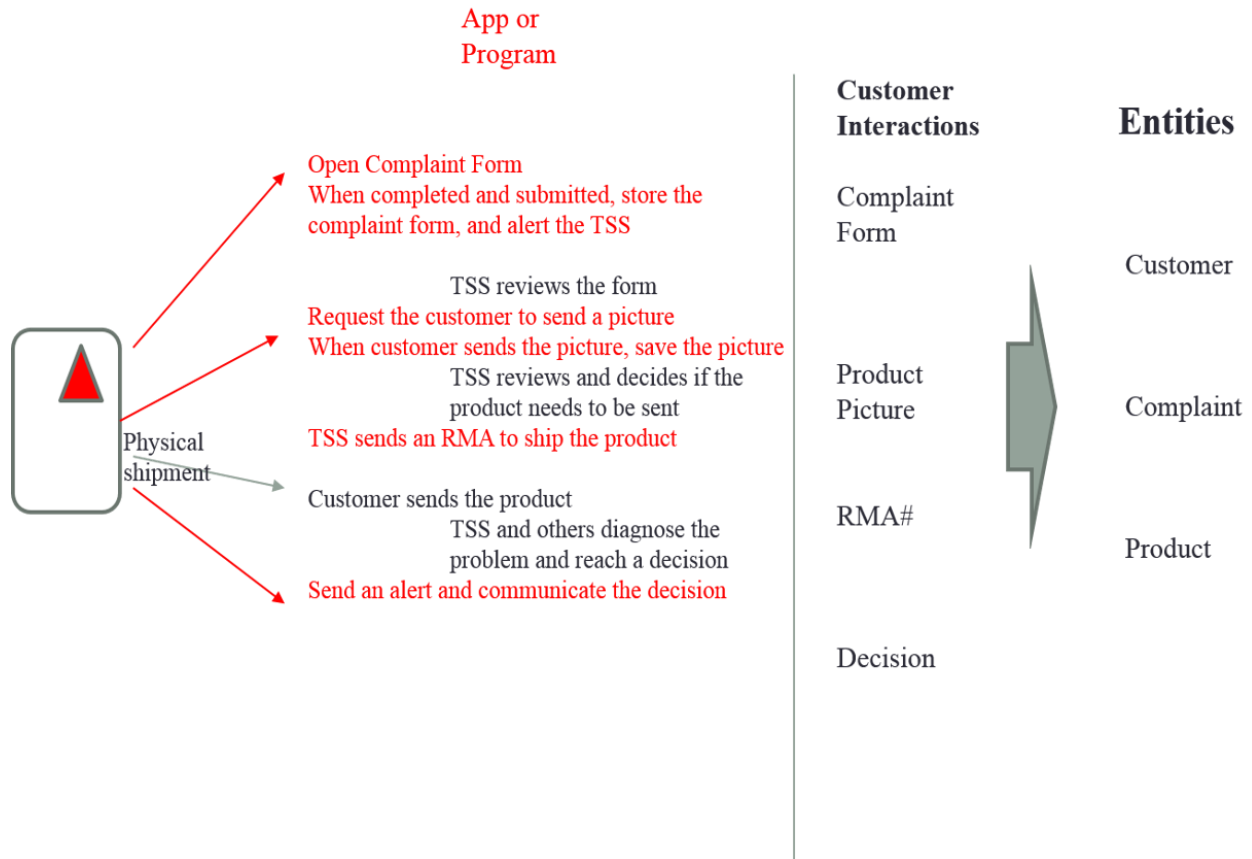 App or
Program
Open Complaint Form
When completed and submitted, store the
complaint form, and alert the TSS
TSS reviews the form
Request the customer to send a picture
When customer sends the picture, save the picture
TSS reviews and decides if the
product needs to be sent
TSS sends an RMA to ship the product
Physical
shipment
Customer sends the product
TSS and others diagnose the
problem and reach a decision
Send an alert and communicate the decision
Customer
Interactions
Complaint
Form
Product
Picture
RMA#
Decision
Entities
Customer
Complaint
Product